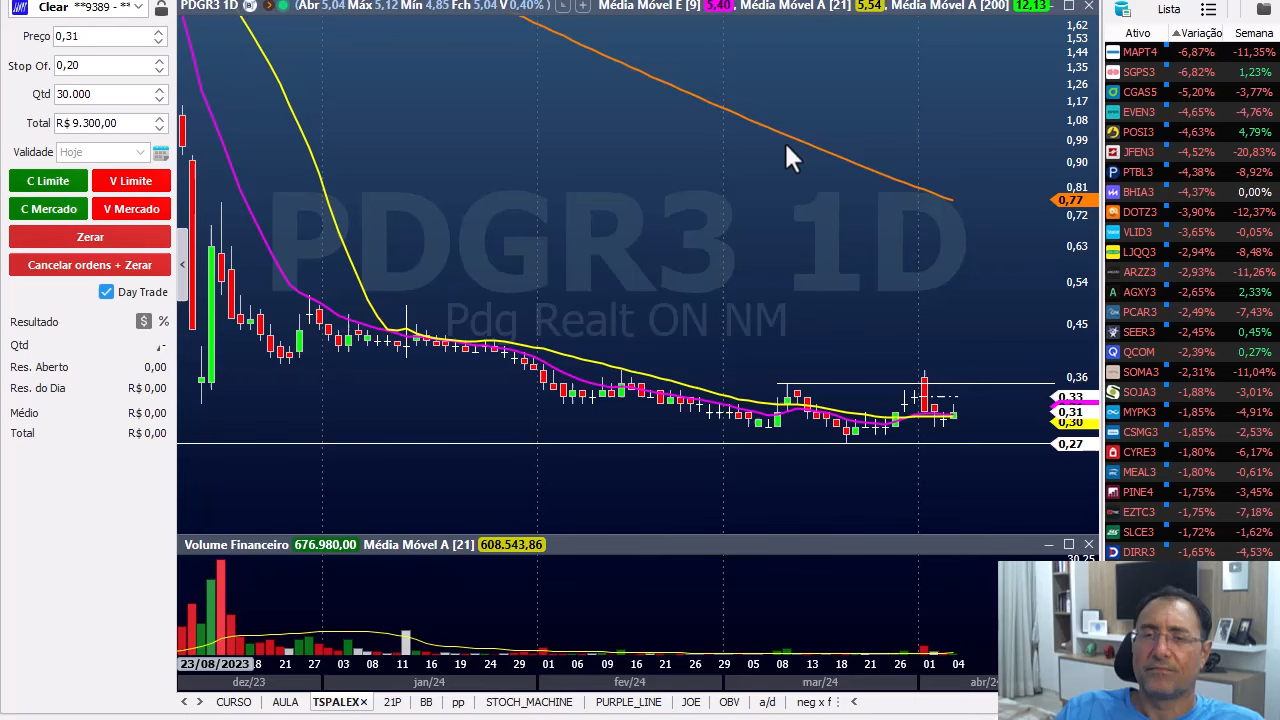 Clear **9389 -
PDGR3 1D
(Abr 5,04 Máx 5,12 Mín 4,85 Fch 5,04 0,40%)
Média Móvel E [9] 5,40 Média Móvel A [21] 5,54 Média Móvel A [200] 12,13
Lista
Preço 0,31
Stop Of. 0,20
Qtd 30.000
Total R$ 9.300,00
Validade Hoje
C Limite V Limite
C Mercado V Mercado
Zerar
Cancelar ordens + Zerar
Day Trade
Resultado $ %
Qtd ,-
Res. Aberto 0,00
Res. do Dia R$ 0,00
Médio R$ 0,00
Total R$ 0,00
PDGR3 1D
Pdg Realt ON NM
1,62
1,53
1,44
1,35
1,26
1,17
1,08
0,99
0,90
0,81
0,77
0,72
0,63
0,54
0,45
0,36
0,33
0,31
0,30
0,27
Volume Financeiro 676.980,00 Média Móvel A [21] 608.543,86
30,25
23/08/2023 18 21 27 03 08 11 16 19 24 01 06 09 16 21 26 29 05 08 13 18 21 26 01 04
dez/23 jan/24 fev/24 mar/24 abr/24
CURSO AULA TSPALEX 21P BB pp STOCH_MACHINE PURPLE_LINE JOE OBV a/d neg x f
Ativo Variação Semana
MAPT4 -6,87% -11,35%
SGPS3 -6,82% 1,23%
CGAS5 -5,20% -3,77%
EVEN3 -4,65% -4,76%
POSI3 -4,63% 4,79%
JFEN3 -4,52% -20,83%
PTBL3 -4,38% -8,92%
BHIA3 -4,37% 0,00%
DOTZ3 -3,90% -12,37%
VLID3 -3,65% -0,05%
LJQQ3 -2,94% -8,48%
ARZZ3 -2,93% -11,26%
AGXY3 -2,65% 2,33%
PCAR3 -2,49% -7,43%
SEER3 -2,45% 0,45%
QCOM -2,39% 0,27%
SOMA3 -2,31% -11,04%
SOJA3 -1,88% -3,01%
MYPK3 -1,85% -4,91%
CSMG3 -1,85% -2,53%
CYRE3 -1,80% -6,17%
MEAL3 -1,80% -0,61%
PINE4 -1,75% -3,45%
EZTC3 -1,75% -7,18%
SLCE3 -1,72% -1,62%
DIRR3 -1,65% -4,53%